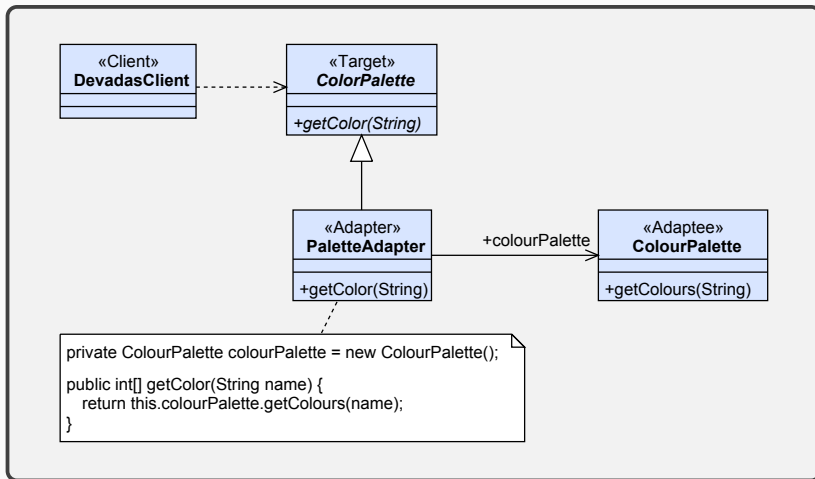 «Client»
DevadasClient
«Target»
ColorPalette
+getColor(String)
«Adapter»
PaletteAdapter
+getColor(String)
+colourPalette
«Adaptee»
ColourPalette
+getColours(String)
private ColourPalette colourPalette = new ColourPalette();
public int[] getColor(String name) {
return this.colourPalette.getColours(name);
}